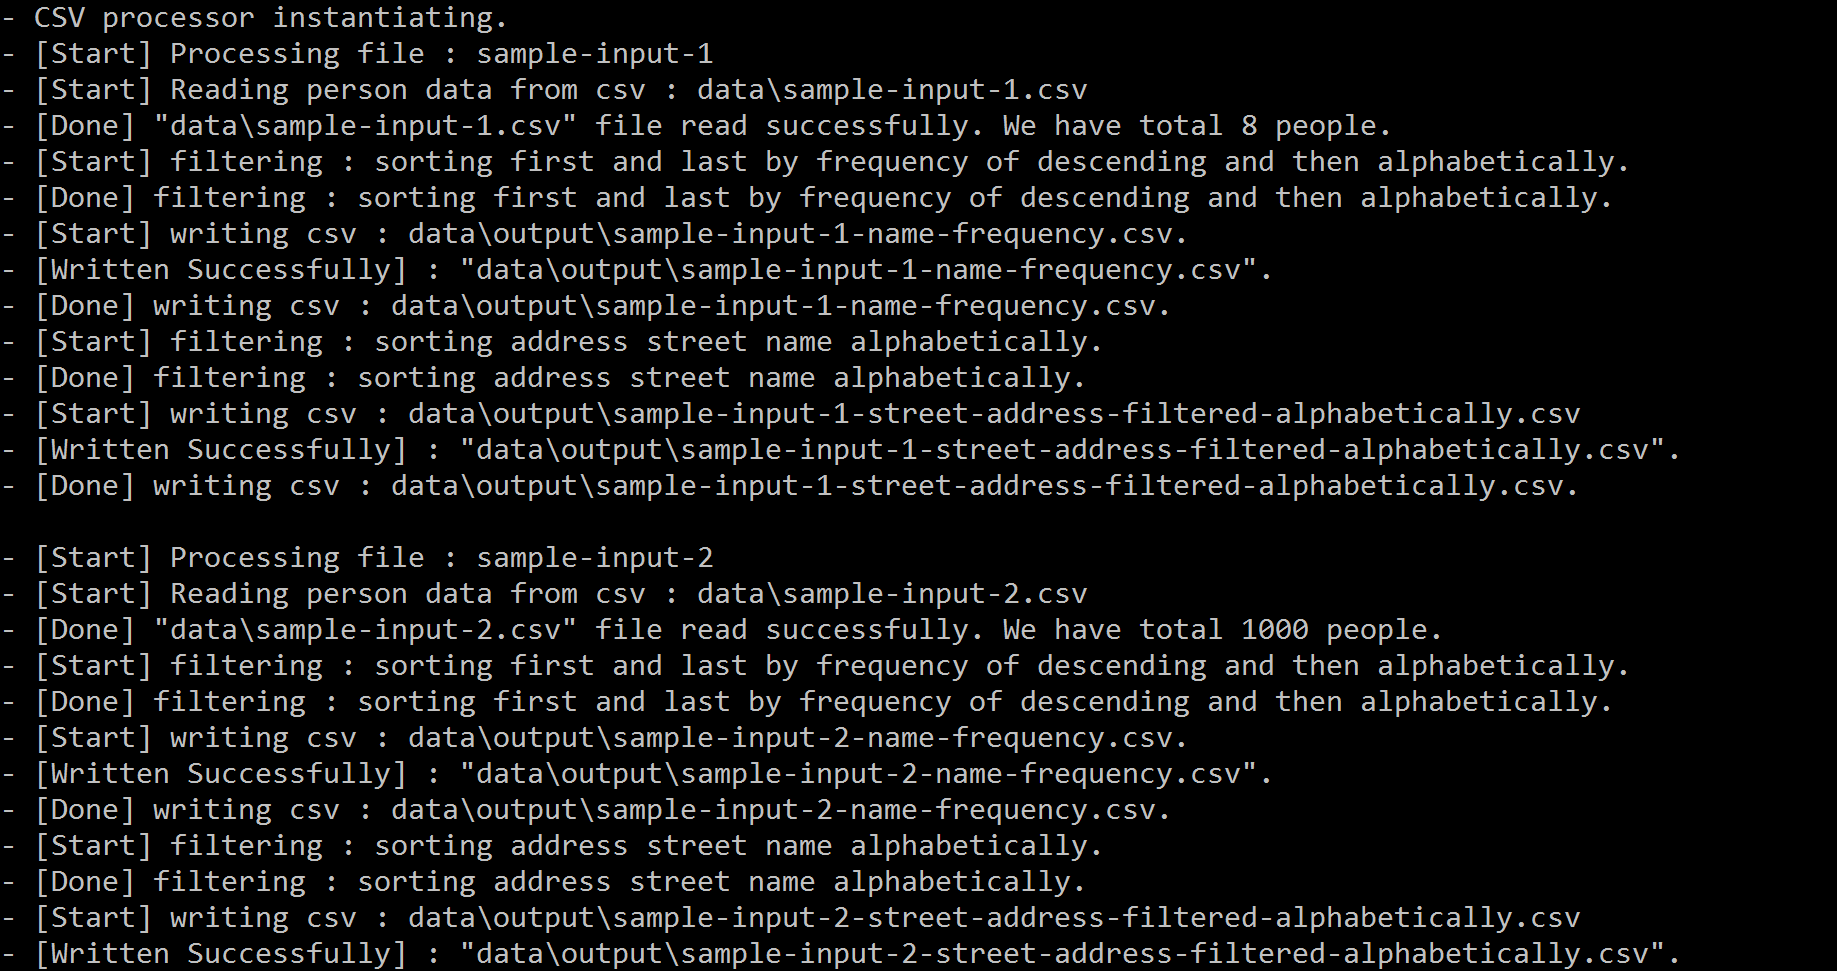 - CSV processor instantiating.
- [Start] Processing file : sample-input-1
- [Start] Reading person data from csv : data\sample-input-1.csv
- [Done] "data\sample-input-1.csv" file read successfully. We have total 8 people.
- [Start] filtering : sorting first and last by frequency of descending and then alphabetically.
- [Done] filtering : sorting first and last by frequency of descending and then alphabetically.
- [Start] writing csv : data\output\sample-input-1-name-frequency.csv.
- [Written Successfully] : "data\output\sample-input-1-name-frequency.csv".
- [Done] writing csv : data\output\sample-input-1-name-frequency.csv.
- [Start] filtering : sorting address street name alphabetically.
- [Done] filtering : sorting address street name alphabetically.
- [Start] writing csv : data\output\sample-input-1-street-address-filtered-alphabetically.csv
- [Written Successfully] : "data\output\sample-input-1-street-address-filtered-alphabetically.csv".
- [Done] writing csv : data\output\sample-input-1-street-address-filtered-alphabetically.csv.

- [Start] Processing file : sample-input-2
- [Start] Reading person data from csv : data\sample-input-2.csv
- [Done] "data\sample-input-2.csv" file read successfully. We have total 1000 people.
- [Start] filtering : sorting first and last by frequency of descending and then alphabetically.
- [Done] filtering : sorting first and last by frequency of descending and then alphabetically.
- [Start] writing csv : data\output\sample-input-2-name-frequency.csv.
- [Written Successfully] : "data\output\sample-input-2-name-frequency.csv".
- [Done] writing csv : data\output\sample-input-2-name-frequency.csv.
- [Start] filtering : sorting address street name alphabetically.
- [Done] filtering : sorting address street name alphabetically.
- [Start] writing csv : data\output\sample-input-2-street-address-filtered-alphabetically.csv
- [Written Successfully] : "data\output\sample-input-2-street-address-filtered-alphabetically.csv".